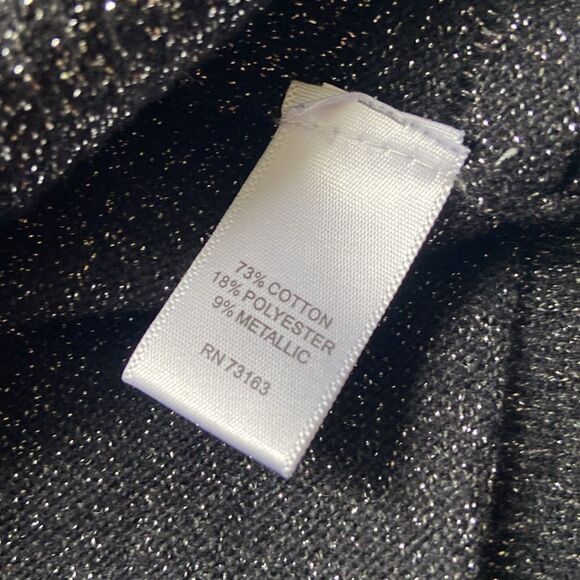 73% COTTON
18% POLYESTER
9% METALLIC
RN 73163